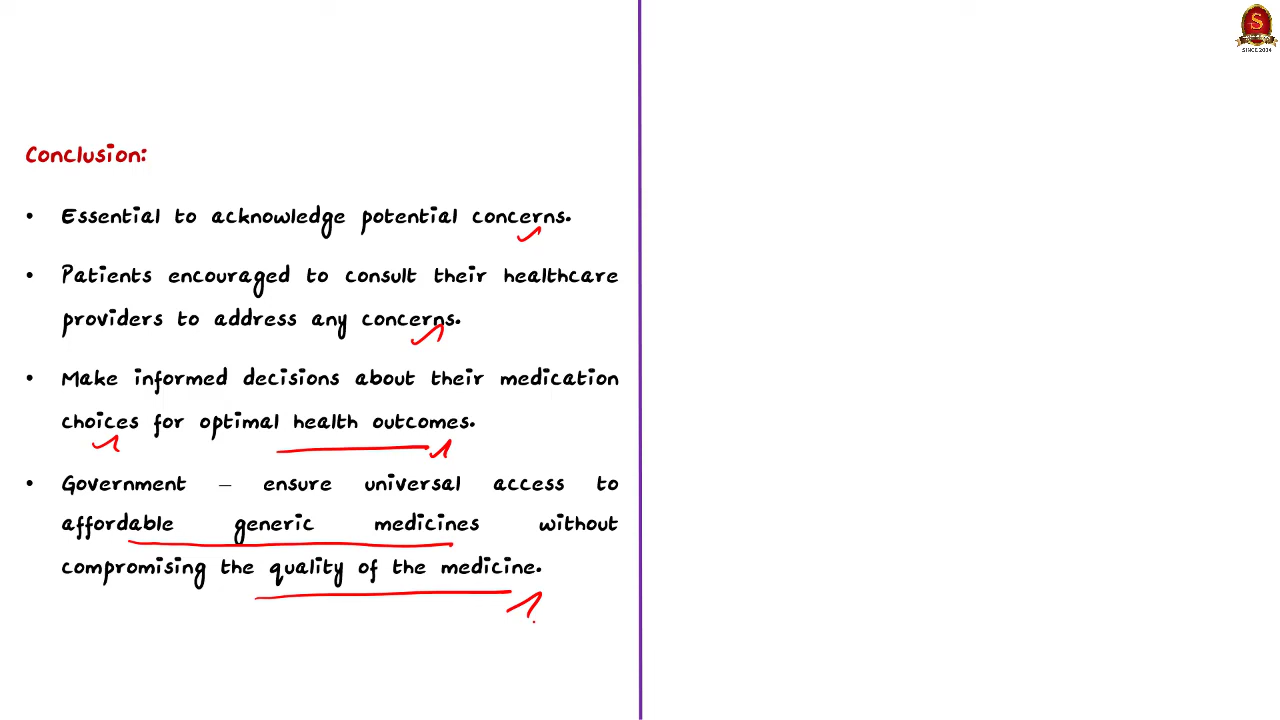 S
SINCE 2004
Conclusion:
• Essential to acknowledge potential concerns.
• Patients encouraged to consult their healthcare
providers to address any concerns.
• Make informed decisions about their medication
choices for optimal health outcomes.
• Government – ensure universal access to
affordable generic medicines without
compromising the quality of the medicine.